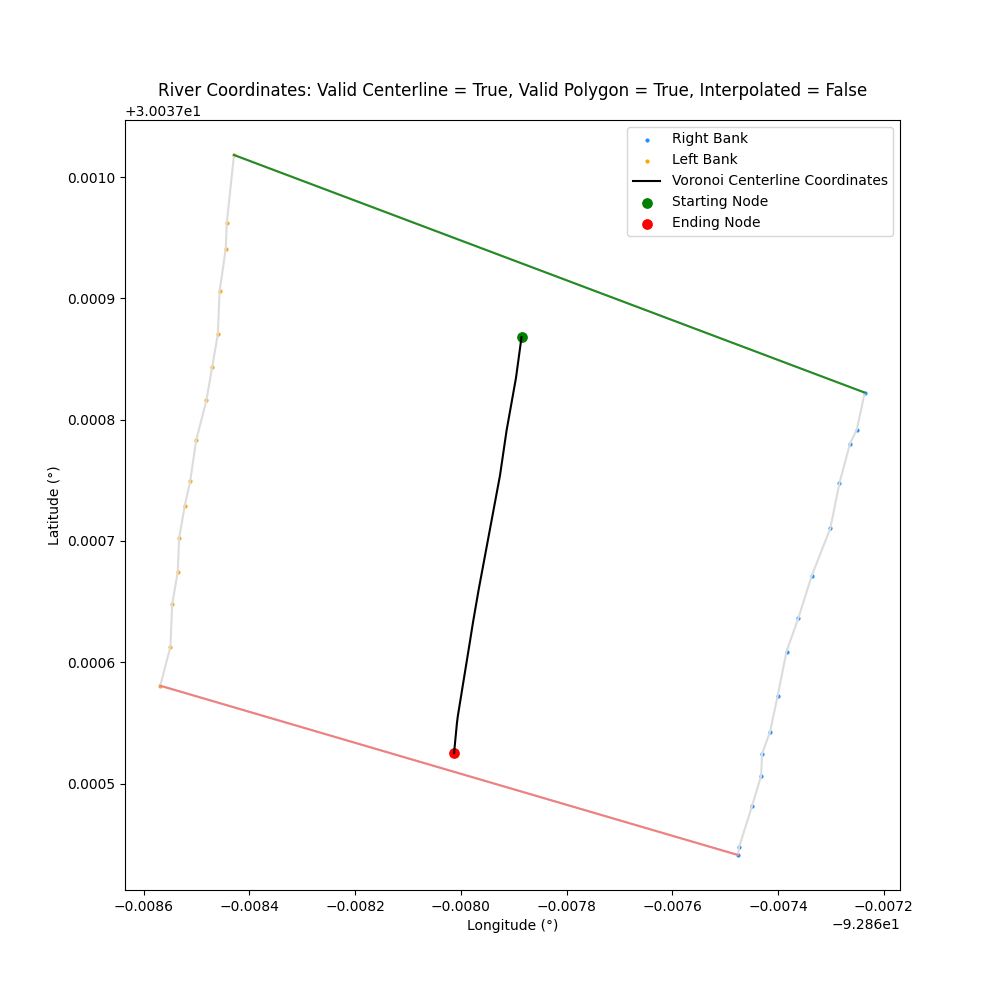 River Coordinates: Valid Centerline = True, Valid Polygon = True, Interpolated = False
+3.0037e1
Right Bank
Left Bank
Voronoi Centerline Coordinates
Starting Node
Ending Node
0.0010
0.0009
0.0008
0.0007
0.0006
0.0005
Latitude (°)
−0.0086 −0.0084 −0.0082 −0.0080 −0.0078 −0.0076 −0.0074 −0.0072
Longitude (°)
−9.286e1